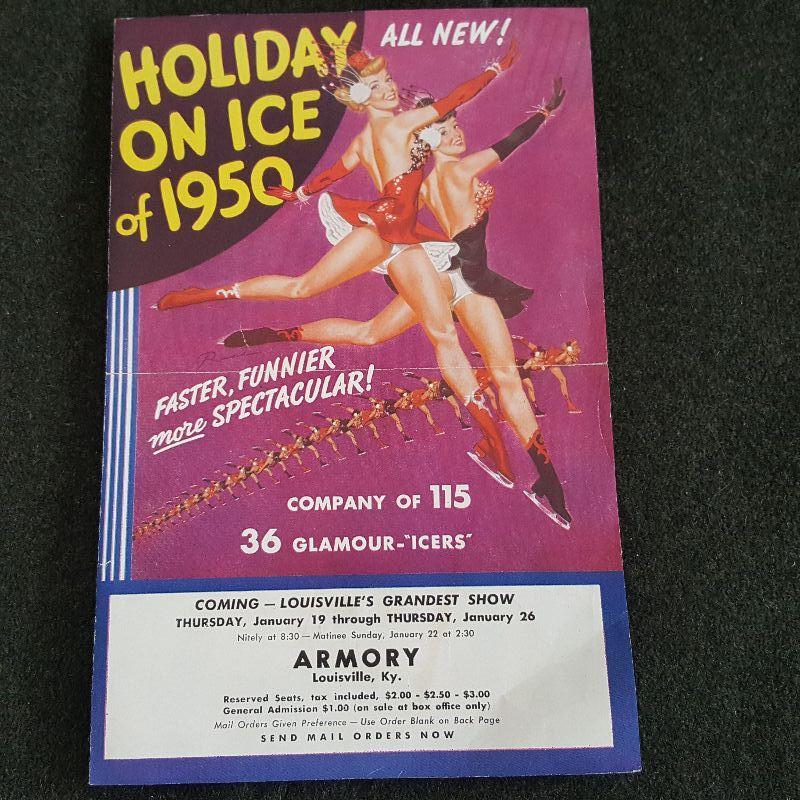 HOLIDAY
ON ICE
of 1950
ALL NEW!
FASTER, FUNNIER
more SPECTACULAR!
COMPANY OF 115
36 GLAMOUR-"ICERS"
COMING — LOUISVILLE'S GRANDEST SHOW
THURSDAY, January 19 through THURSDAY, January 26
Nitely at 8:30 — Matinee Sunday, January 22 at 2:30
ARMORY
Louisville, Ky.
Reserved Seats, tax included, $2.00 - $2.50 - $3.00
General Admission $1.00 (on sale at box office only)
Mail Orders Given Preference — Use Order Blank on Back Page
SEND MAIL ORDERS NOW